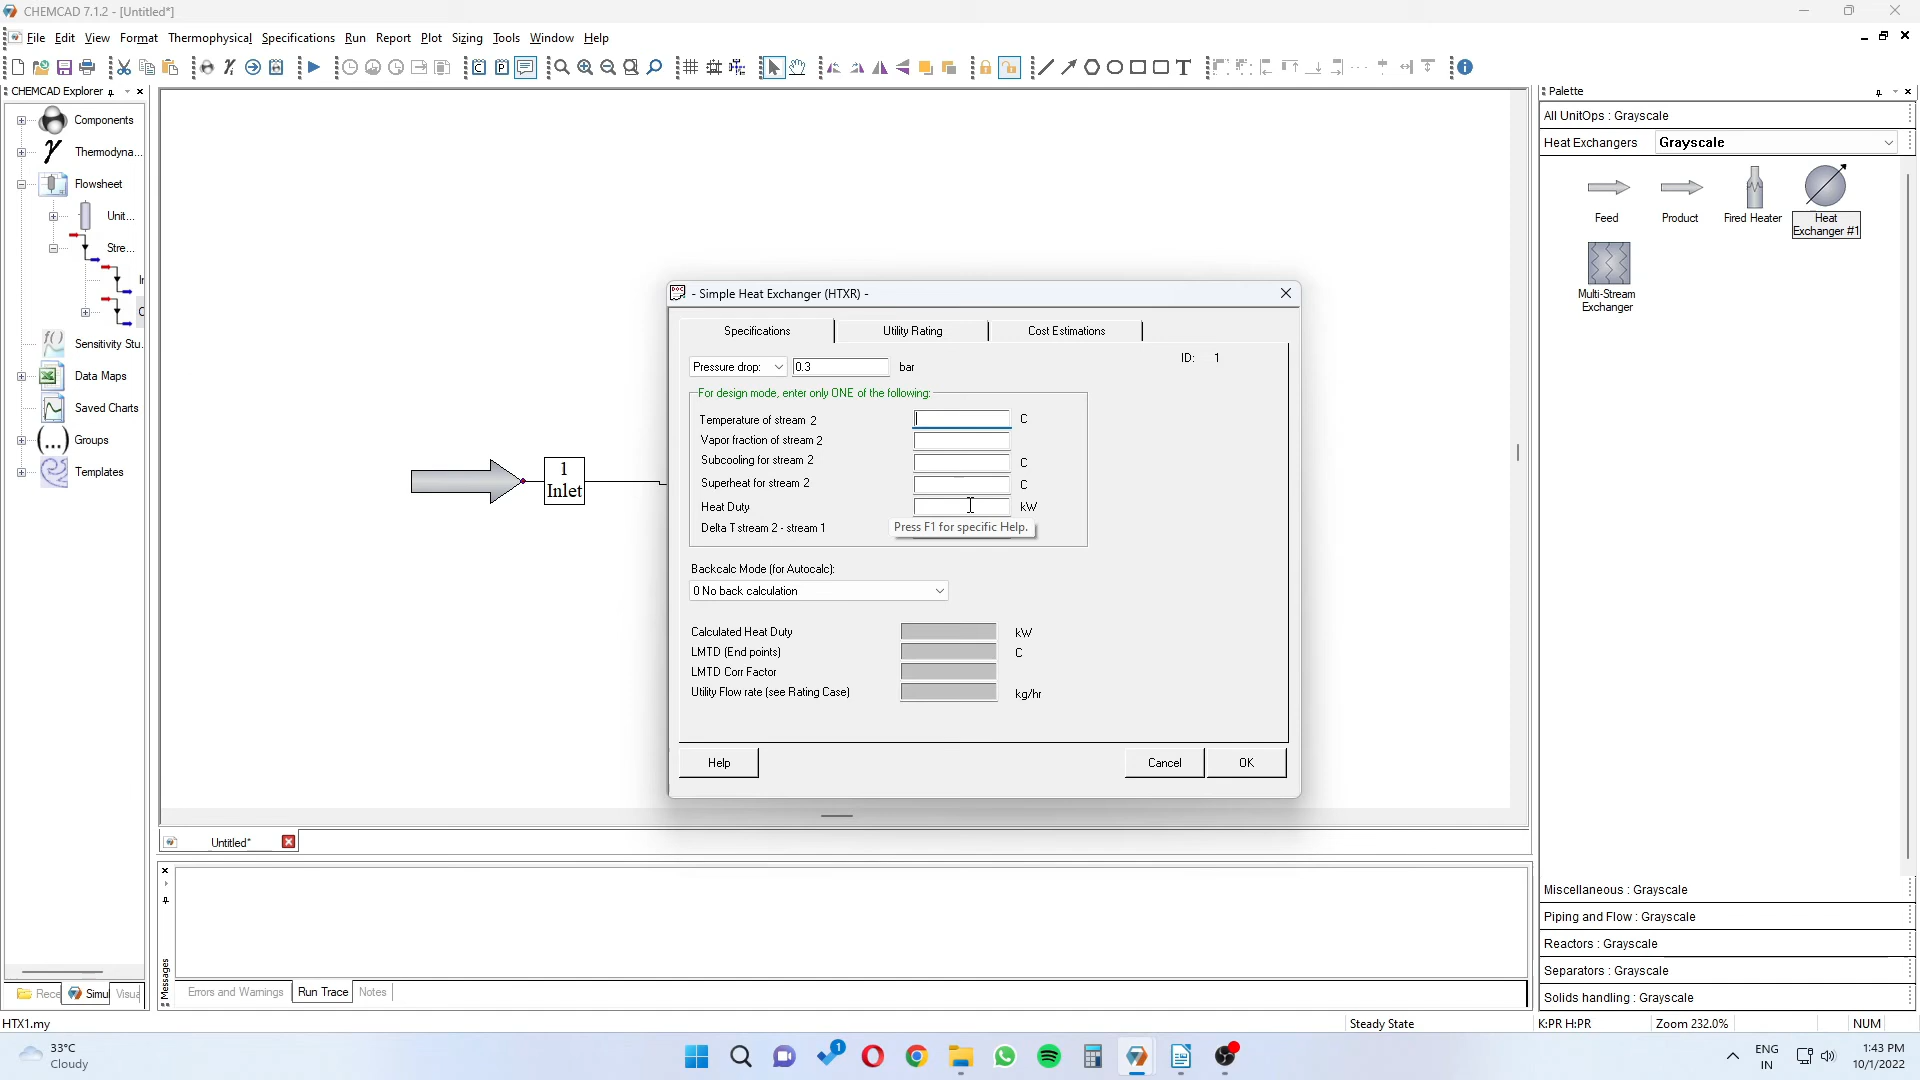 CHEMCAD 7.1.2 - [Untitled*]
File Edit View Format Thermophysical Specifications Run Report Plot Sizing Tools Window Help
CHEMCAD Explorer
Components
Thermodyna...
Flowsheet
Unit...
Stre...
Sensitivity Stu.
Data Maps
Saved Charts
Groups
Templates
Rece Simu Visua
1
Inlet
DOC
- Simple Heat Exchanger (HTXR) -
Specifications Utility Rating Cost Estimations
Pressure drop: 0.3 bar
ID: 1
For design mode, enter only ONE of the following:
Temperature of stream 2 C
Vapor fraction of stream 2
Subcooling for stream 2 C
Superheat for stream 2 C
Heat Duty kW
Delta T stream 2 - stream 1
Press F1 for specific Help.
Backcalc Mode (for Autocalc):
0 No back calculation
Calculated Heat Duty kW
LMTD (End points) C
LMTD Corr Factor
Utility Flow rate (see Rating Case) kg/hr
Help Cancel OK
Untitled*
Messages
Errors and Warnings Run Trace Notes
Palette
All UnitOps : Grayscale
Heat Exchangers Grayscale
Feed
Product
Fired Heater
Heat
Exchanger #1
Multi-Stream
Exchanger
Miscellaneous : Grayscale
Piping and Flow : Grayscale
Reactors : Grayscale
Separators : Grayscale
Solids handling : Grayscale
HTX1.my Steady State K:PR H:PR Zoom 232.0% NUM
33°C
Cloudy
1
ENG
IN
1:43 PM
10/1/2022